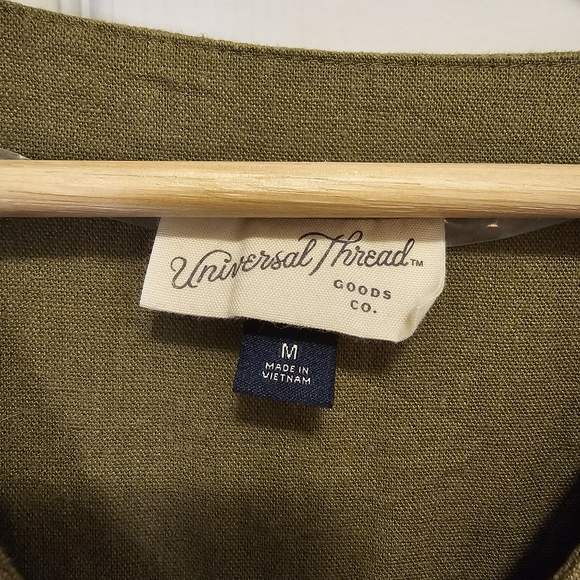 Universal Thread™
GOODS
CO.
M
MADE IN
VIETNAM